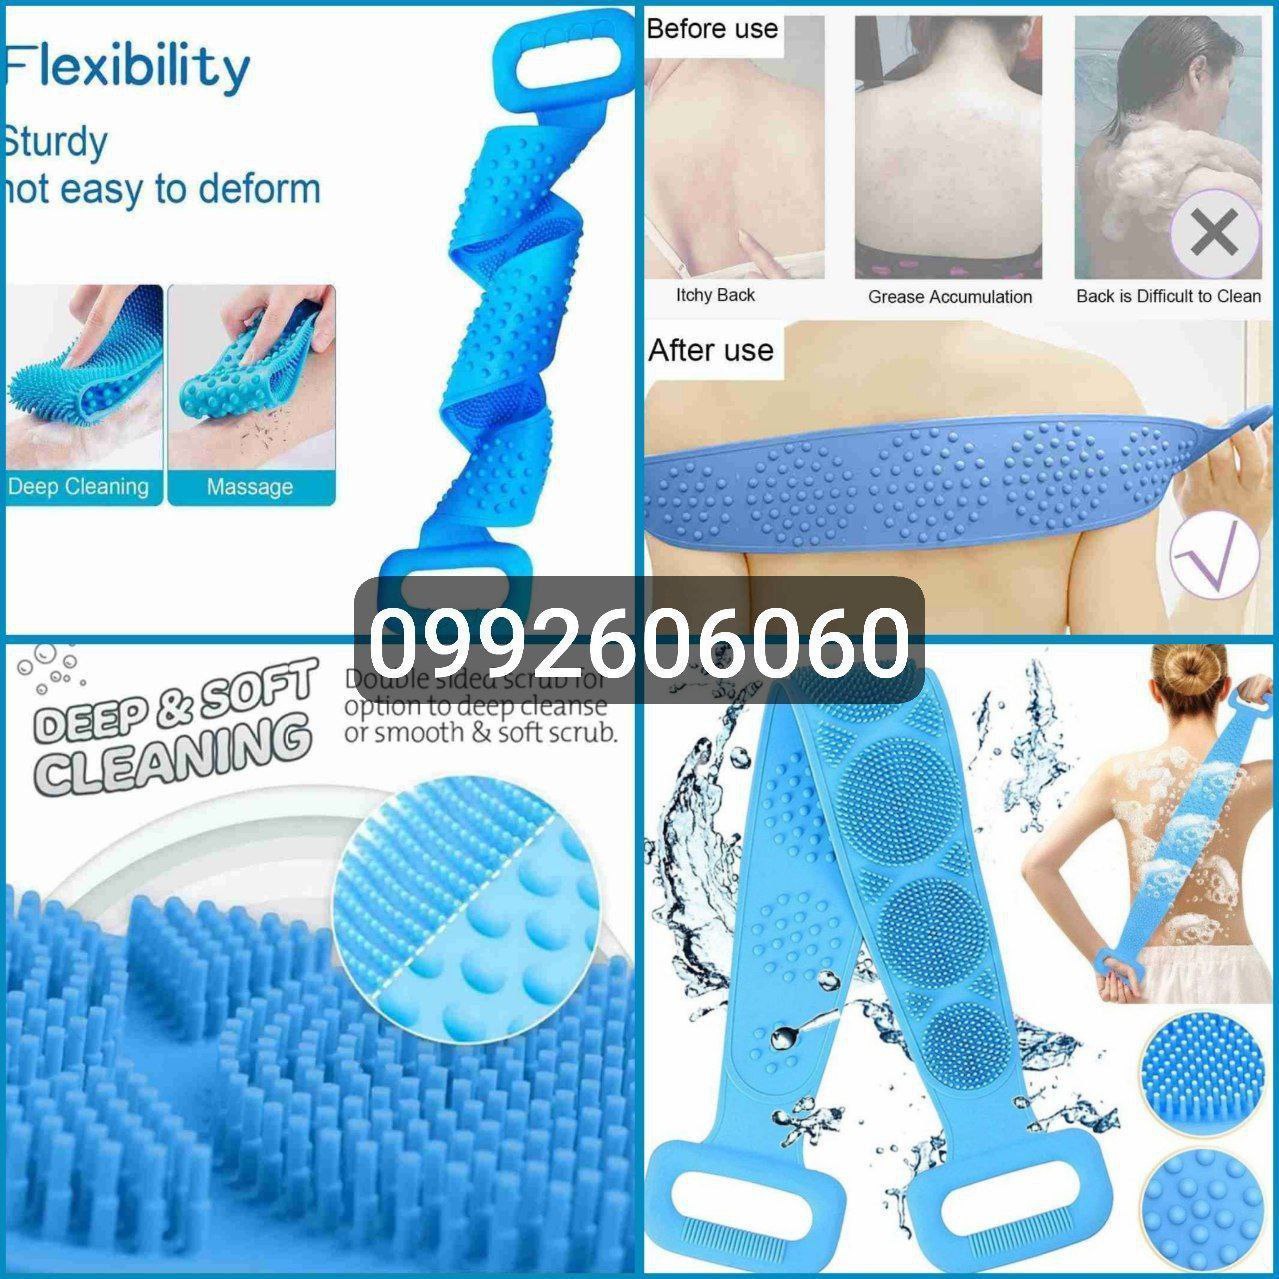 Flexibility
Sturdy
not easy to deform
Deep Cleaning
Massage
Before use
Itchy Back
Grease Accumulation
Back is Difficult to Clean
After use
0992606060
DEEP & SOFT
CLEANING
Double sided scrub for
option to deep cleanse
or smooth & soft scrub.